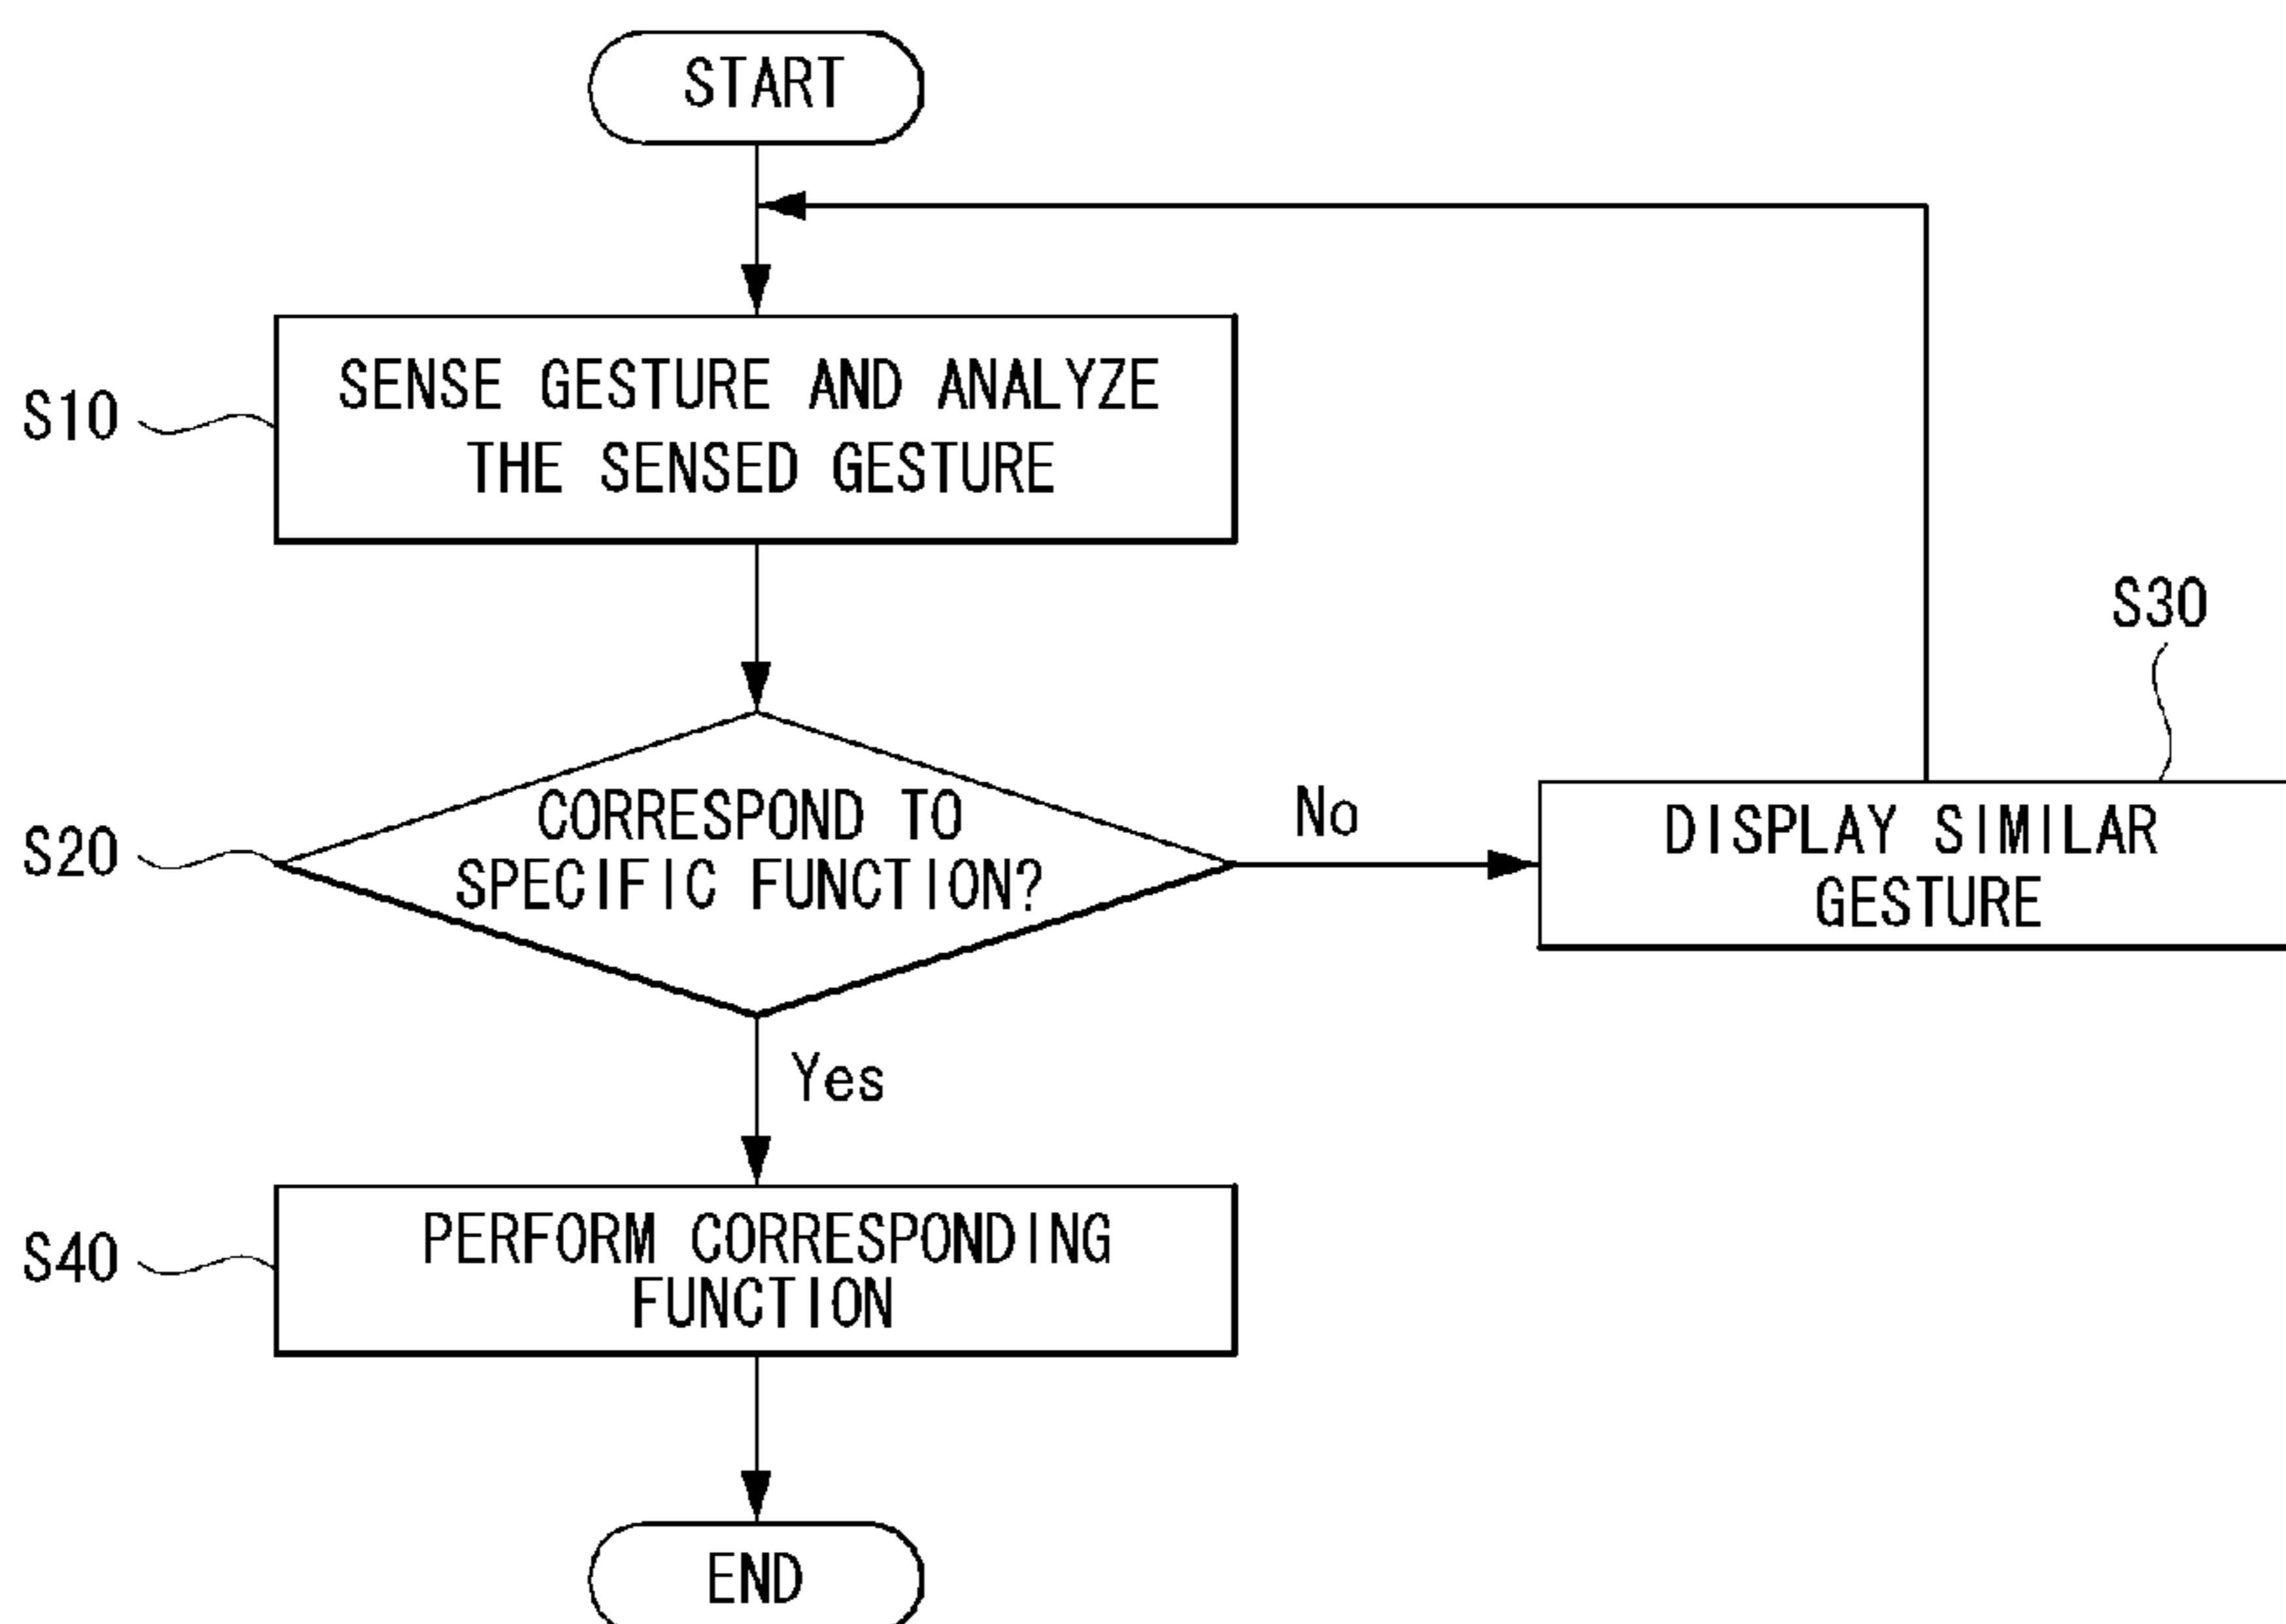 START
S10
SENSE GESTURE AND ANALYZE
THE SENSED GESTURE
S30
S20
CORRESPOND TO
SPECIFIC FUNCTION?
No
DISPLAY SIMILAR
GESTURE
Yes
S40
PERFORM CORRESPONDING
FUNCTION
END